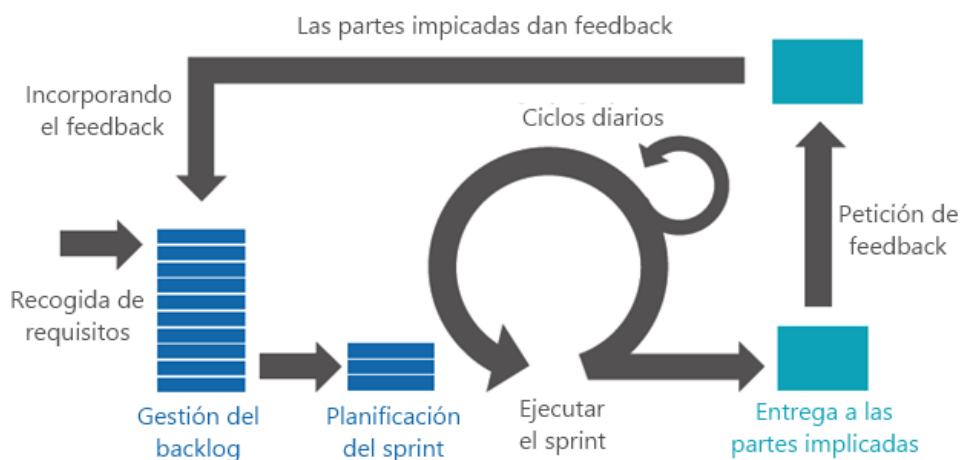 Las partes impicadas dan feedback
Incorporando
el feedback
Ciclos diarios
Petición de
feedback
Recogida de
requisitos
Gestión del
backlog
Planificación
del sprint
Ejecutar
el sprint
Entrega a las
partes implicadas